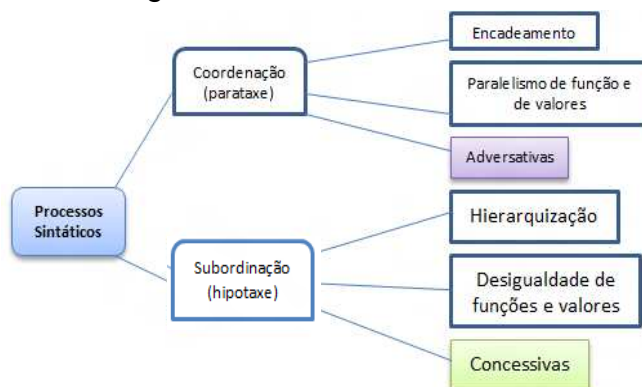 Encadeamento
Coordenação
(parataxe)
Paralelismo de função e
de valores
Adversativas
Processos
Sintáticos
Hierarquização
Subordinação
(hipotaxe)
Desigualdade de
funções e valores
Concessivas